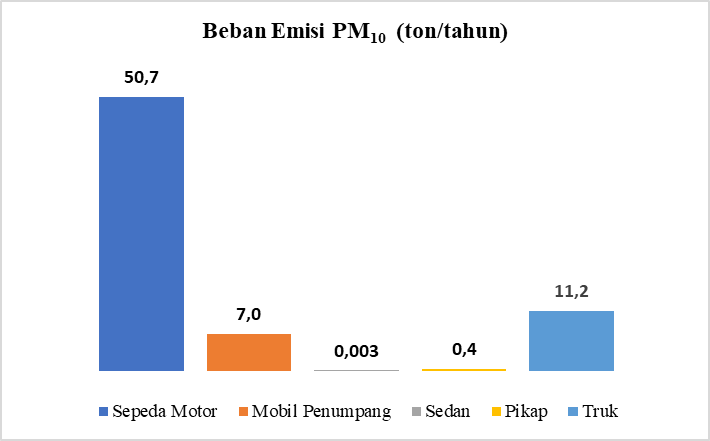 Beban Emisi PM₁₀ (ton/tahun)
50,7
7,0
0,003
0,4
11,2
Sepeda Motor Mobil Penumpang Sedan Pikap Truk